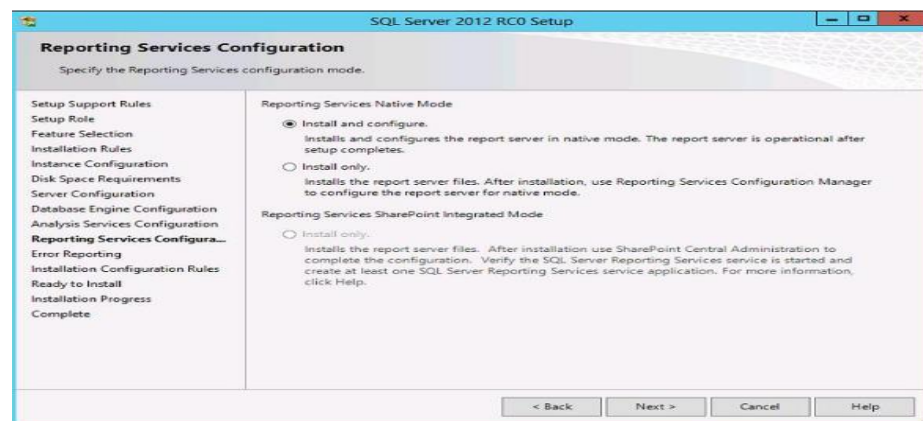 SQL Server 2012 RC0 Setup
Reporting Services Configuration
Specify the Reporting Services configuration mode.
Setup Support Rules
Setup Role
Feature Selection
Installation Rules
Instance Configuration
Disk Space Requirements
Server Configuration
Database Engine Configuration
Analysis Services Configuration
Reporting Services Configura...
Error Reporting
Installation Configuration Rules
Ready to Install
Installation Progress
Complete
Reporting Services Native Mode
Install and configure.
Installs and configures the report server in native mode. The report server is operational after
setup completes.
Install only.
Installs the report server files. After installation, use Reporting Services Configuration Manager
to configure the report server for native mode.
Reporting Services SharePoint Integrated Mode
Install only.
Installs the report server files. After installation use SharePoint Central Administration to
complete the configuration. Verify the SQL Server Reporting Services service is started and
create at least one SQL Server Reporting Services service application. For more information,
click Help.
< Back
Next >
Cancel
Help